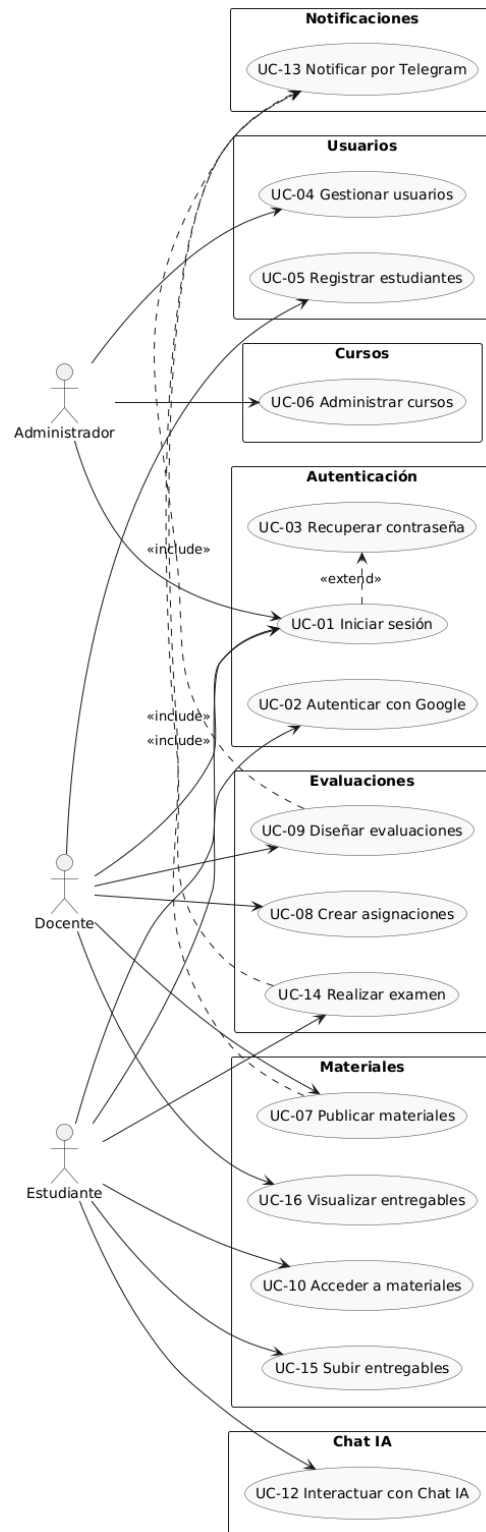 Notificaciones
UC-13 Notificar por Telegram
Usuarios
UC-04 Gestionar usuarios
UC-05 Registrar estudiantes
Cursos
UC-06 Administrar cursos
Administrador
Autenticación
UC-03 Recuperar contraseña
«include»
«extend»
UC-01 Iniciar sesión
UC-02 Autenticar con Google
«include»
«include»
Evaluaciones
UC-09 Diseñar evaluaciones
UC-08 Crear asignaciones
Docente
UC-14 Realizar examen
Materiales
UC-07 Publicar materiales
UC-16 Visualizar entregables
Estudiante
UC-10 Acceder a materiales
UC-15 Subir entregables
Chat IA
UC-12 Interactuar con Chat IA